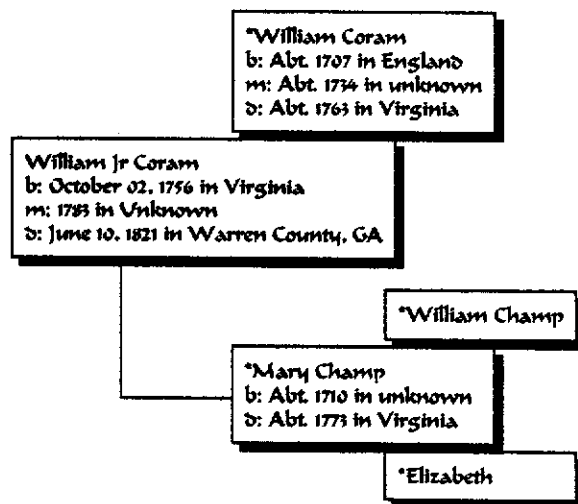 *William Coram
b: Abt. 1707 in England
m: Abt. 1734 in unknown
d: Abt. 1763 in Virginia
William Jr Coram
b: October 02, 1756 in Virginia
m: 1783 in Unknown
d: June 10, 1821 in Warren County, GA
*William Champ
*Mary Champ
b: Abt. 1710 in unknown
d: Abt. 1773 in Virginia
*Elizabeth